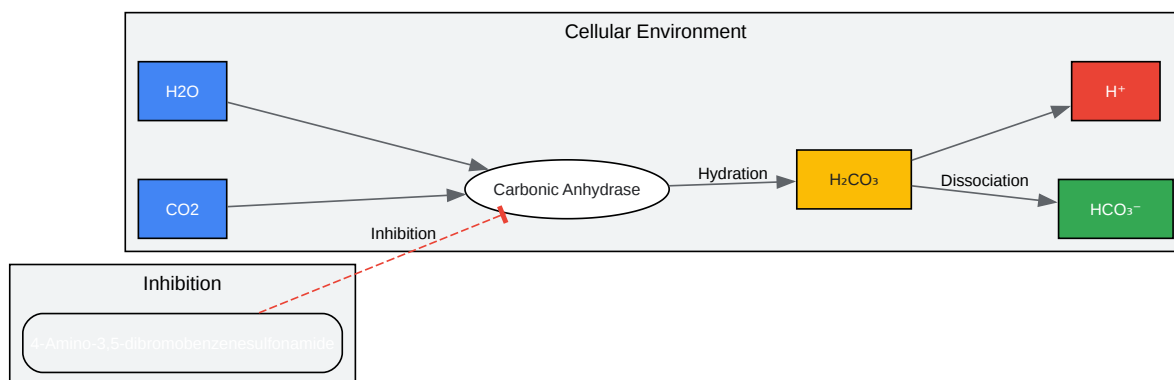 Cellular Environment
H2O
H⁺
Carbonic Anhydrase
Hydration
H₂CO₃
Dissociation
CO2
HCO₃⁻
Inhibition
Inhibition
4-Amino-3,5-dibromobenzenesulfonamide